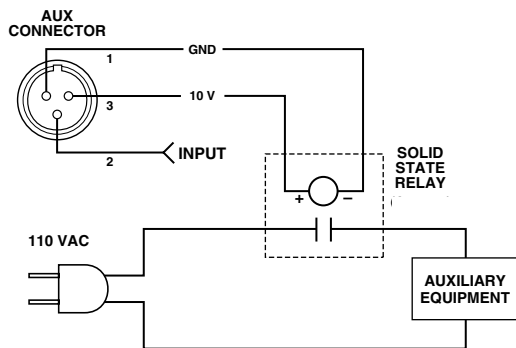 AUX
CONNECTOR
1
GND
3
10 V
2
INPUT
SOLID
STATE
RELAY
+
–
110 VAC
AUXILIARY
EQUIPMENT